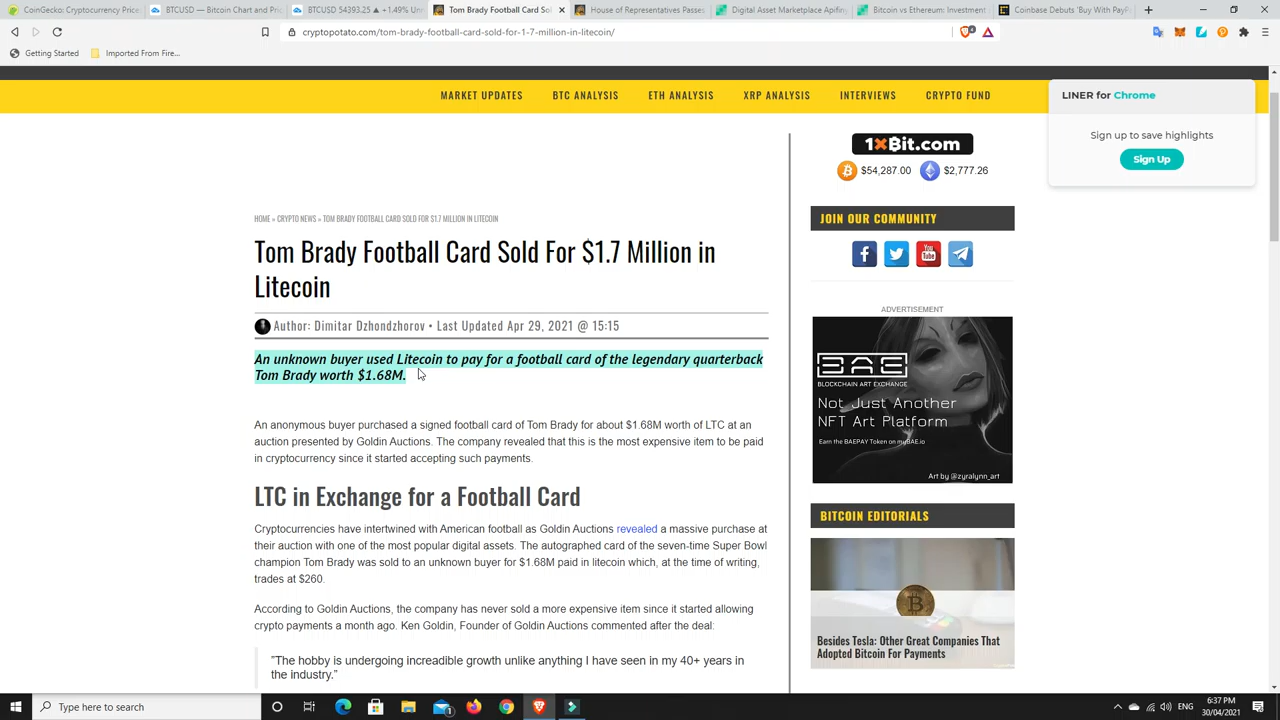 CoinGecko: Cryptocurrency Price
BTCUSD — Bitcoin Chart and Pric
BTCUSD 54393.25 ▲ +1.49% Unn
Tom Brady Football Card Sol
House of Representatives Passes
Digital Asset Marketplace Apifiny
Bitcoin vs Ethereum: Investment
Coinbase Debuts 'Buy With PayP
cryptopotato.com/tom-brady-football-card-sold-for-1-7-million-in-litecoin/
Getting Started
Imported From Fire...
MARKET UPDATES
BTC ANALYSIS
ETH ANALYSIS
XRP ANALYSIS
INTERVIEWS
CRYPTO FUND
LINER for Chrome
Sign up to save highlights
Sign Up
1xBit.com
$54,287.00
$2,777.26
HOME » CRYPTO NEWS » TOM BRADY FOOTBALL CARD SOLD FOR $1.7 MILLION IN LITECOIN
Tom Brady Football Card Sold For $1.7 Million in
Litecoin
Author: Dimitar Dzhondzhorov • Last Updated Apr 29, 2021 @ 15:15
An unknown buyer used Litecoin to pay for a football card of the legendary quarterback
Tom Brady worth $1.68M.
An anonymous buyer purchased a signed football card of Tom Brady for about $1.68M worth of LTC at an
auction presented by Goldin Auctions. The company revealed that this is the most expensive item to be paid
in cryptocurrency since it started accepting such payments.
LTC in Exchange for a Football Card
Cryptocurrencies have intertwined with American football as Goldin Auctions revealed a massive purchase at
their auction with one of the most popular digital assets. The autographed card of the seven-time Super Bowl
champion Tom Brady was sold to an unknown buyer for $1.68M paid in litecoin which, at the time of writing,
trades at $260.
According to Goldin Auctions, the company has never sold a more expensive item since it started allowing
crypto payments a month ago. Ken Goldin, Founder of Goldin Auctions commented after the deal:
"The hobby is undergoing increadible growth unlike anything I have seen in my 40+ years in
the industry."
JOIN OUR COMMUNITY
You
Tube
ADVERTISEMENT
BAE
BLOCKCHAIN ART EXCHANGE
Not Just Another
NFT Art Platform
Earn the BAEPAY Token on myBAE.io
Art by @zyralynn_art
BITCOIN EDITORIALS
Besides Tesla: Other Great Companies That
Adopted Bitcoin For Payments
Type here to search
ENG
6:37 PM
30/04/2021